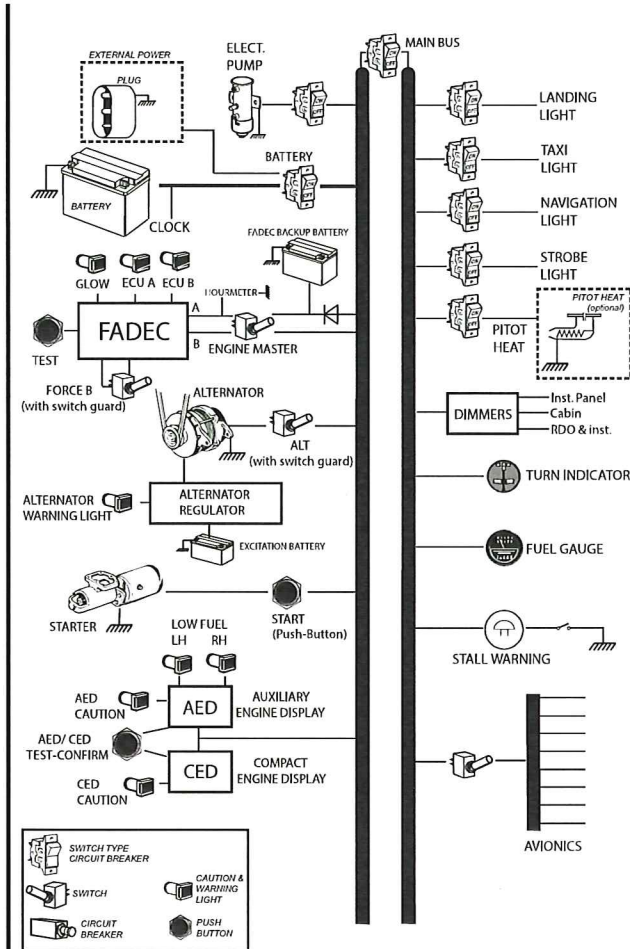 MAIN BUS
EXTERNAL POWER
PLUG
ELECT.
PUMP
BATTERY
BATTERY
CLOCK
LANDING
LIGHT
TAXI
LIGHT
NAVIGATION
LIGHT
STROBE
LIGHT
PITOT
HEAT
PITOT HEAT
(optional)
FADEC BACKUP BATTERY
GLOW
ECU A
ECU B
HOURMETER
FADEC
A
B
TEST
ENGINE MASTER
FORCE B
(with switch guard)
ALTERNATOR
ALT
(with switch guard)
DIMMERS
Inst. Panel
Cabin
RDO & inst.
ALTERNATOR
WARNING LIGHT
ALTERNATOR
REGULATOR
EXCITATION BATTERY
TURN INDICATOR
FUEL GAUGE
STARTER
START
(Push-Button)
STALL WARNING
LOW FUEL
LH
RH
AED
CAUTION
AED
AUXILIARY
ENGINE DISPLAY
AED/ CED
TEST-CONFIRM
CED
COMPACT
ENGINE DISPLAY
CED
CAUTION
AVIONICS
SWITCH TYPE
CIRCUIT BREAKER
SWITCH
CAUTION &
WARNING
LIGHT
CIRCUIT
BREAKER
PUSH
BUTTON